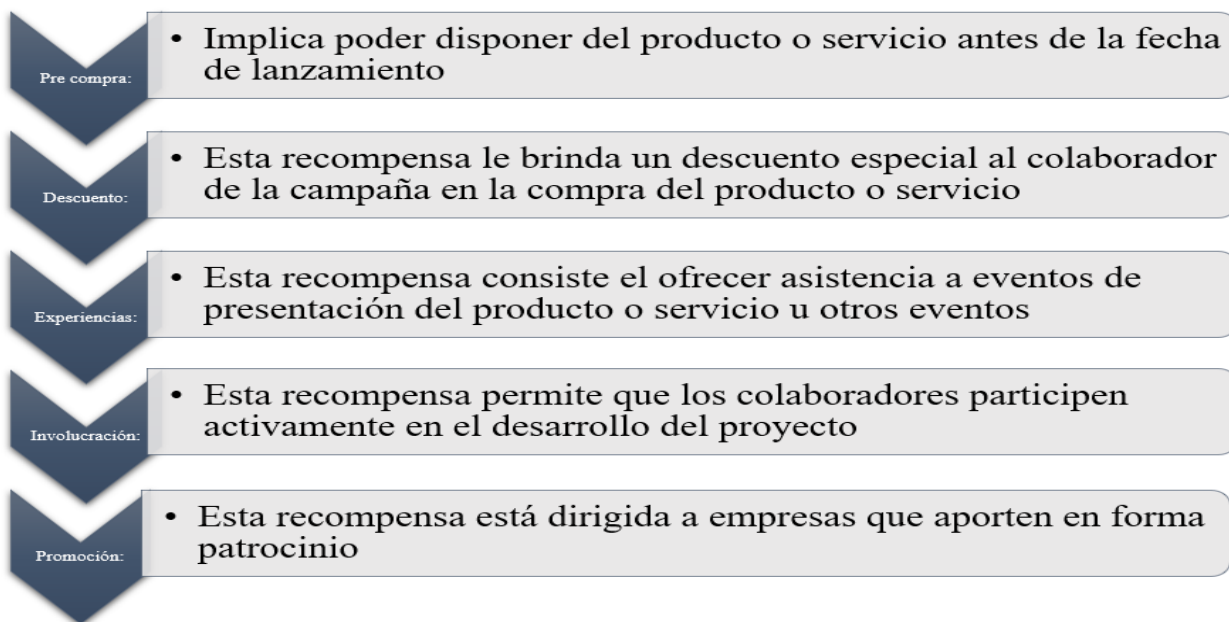 Pre compra:
• Implica poder disponer del producto o servicio antes de la fecha
de lanzamiento
Descuento:
• Esta recompensa le brinda un descuento especial al colaborador
de la campaña en la compra del producto o servicio
Experiencias:
• Esta recompensa consiste el ofrecer asistencia a eventos de
presentación del producto o servicio u otros eventos
Involucración:
• Esta recompensa permite que los colaboradores participen
activamente en el desarrollo del proyecto
Promoción:
• Esta recompensa está dirigida a empresas que aporten en forma
patrocinio